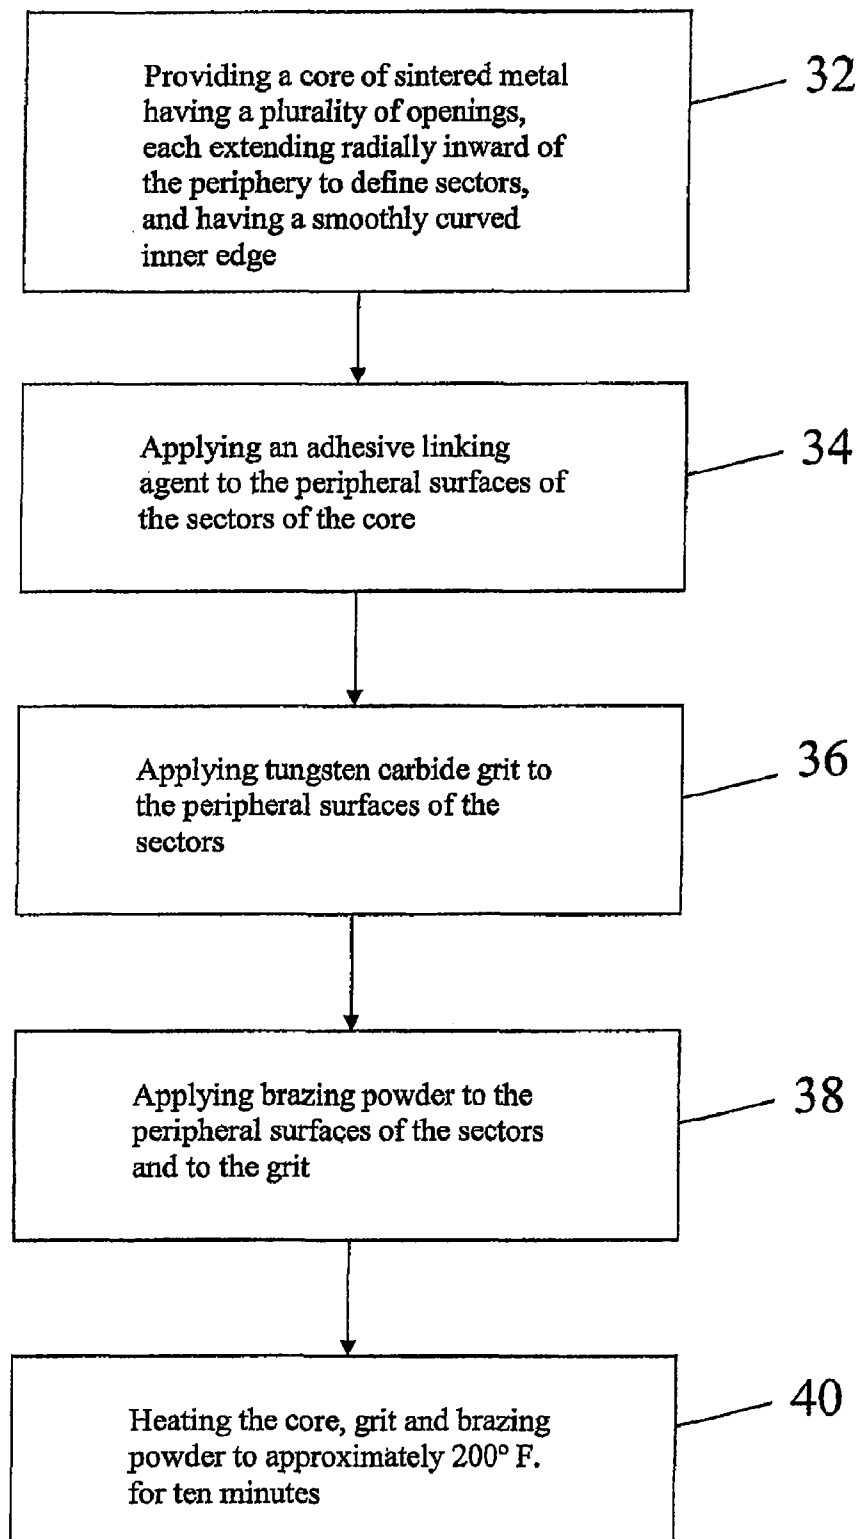 Providing a core of sintered metal
having a plurality of openings,
each extending radially inward of
the periphery to define sectors,
and having a smoothly curved
inner edge
32
Applying an adhesive linking
agent to the peripheral surfaces of
the sectors of the core
34
Applying tungsten carbide grit to
the peripheral surfaces of the
sectors
36
Applying brazing powder to the
peripheral surfaces of the sectors
and to the grit
38
Heating the core, grit and brazing
powder to approximately 200° F.
for ten minutes
40